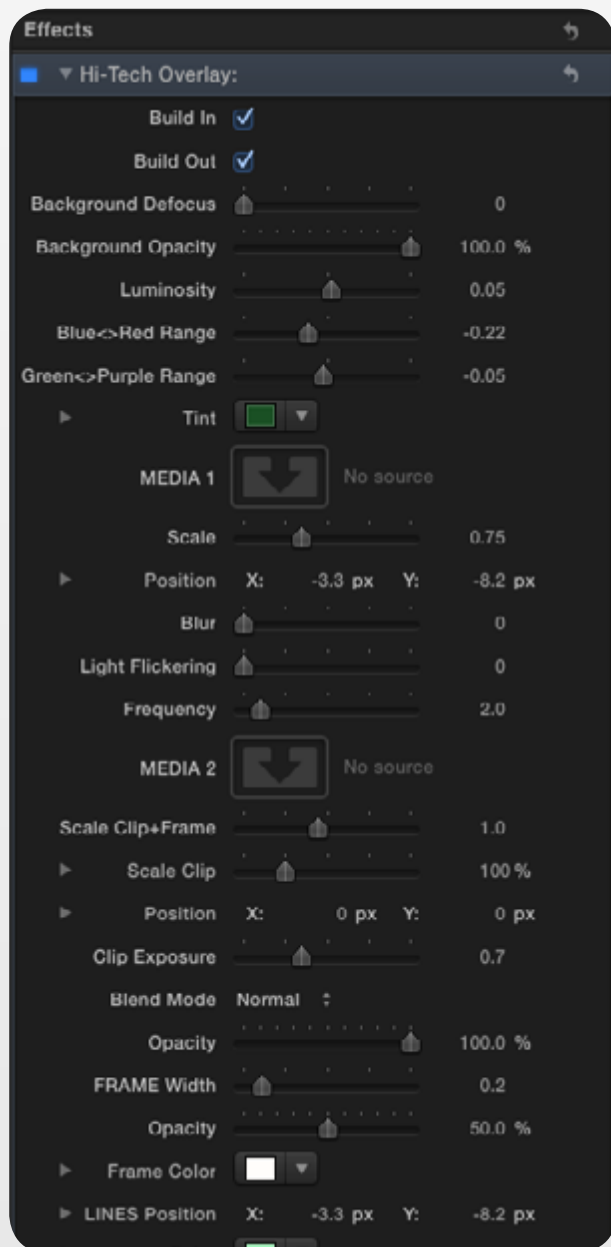 Effects
Hi-Tech Overlay:
Build In
Build Out
Background Defocus 0
Background Opacity 100.0 %
Luminosity 0.05
Blue<>Red Range -0.22
Green<>Purple Range -0.05
Tint
MEDIA 1 No source
Scale 0.75
Position X: -3.3 px Y: -8.2 px
Blur 0
Light Flickering 0
Frequency 2.0
MEDIA 2 No source
Scale Clip+Frame 1.0
Scale Clip 100 %
Position X: 0 px Y: 0 px
Clip Exposure 0.7
Blend Mode Normal
Opacity 100.0 %
FRAME Width 0.2
Opacity 50.0 %
Frame Color
LINES Position X: -3.3 px Y: -8.2 px